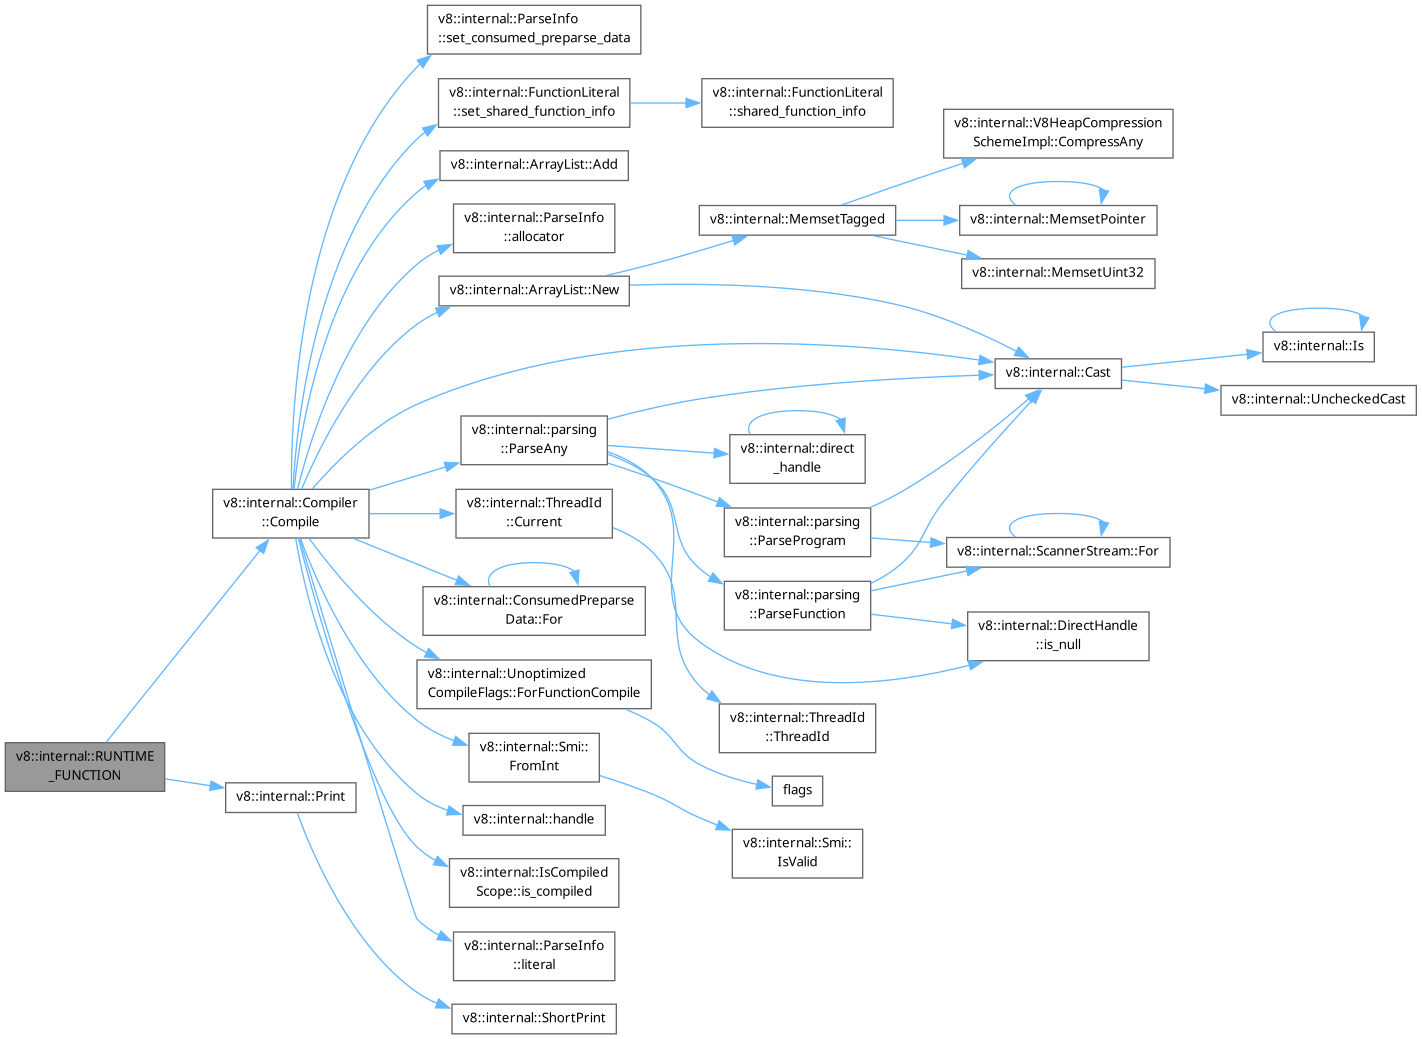 v8::internal::ParseInfo
::set_consumed_preparse_data
v8::internal::FunctionLiteral
::set_shared_function_info
v8::internal::FunctionLiteral
::shared_function_info
v8::internal::V8HeapCompression
SchemeImpl::CompressAny
v8::internal::ArrayList::Add
v8::internal::ParseInfo
::allocator
v8::internal::MemsetTagged
v8::internal::MemsetPointer
v8::internal::MemsetUint32
v8::internal::ArrayList::New
v8::internal::Is
v8::internal::Cast
v8::internal::UncheckedCast
v8::internal::parsing
::ParseAny
v8::internal::direct
_handle
v8::internal::Compiler
::Compile
v8::internal::ThreadId
::Current
v8::internal::parsing
::ParseProgram
v8::internal::ScannerStream::For
v8::internal::ConsumedPreparse
Data::For
v8::internal::parsing
::ParseFunction
v8::internal::DirectHandle
::is_null
v8::internal::Unoptimized
CompileFlags::ForFunctionCompile
v8::internal::ThreadId
::ThreadId
v8::internal::RUNTIME
_FUNCTION
v8::internal::Smi::
FromInt
v8::internal::Print
flags
v8::internal::handle
v8::internal::Smi::
IsValid
v8::internal::IsCompiled
Scope::is_compiled
v8::internal::ParseInfo
::literal
v8::internal::ShortPrint